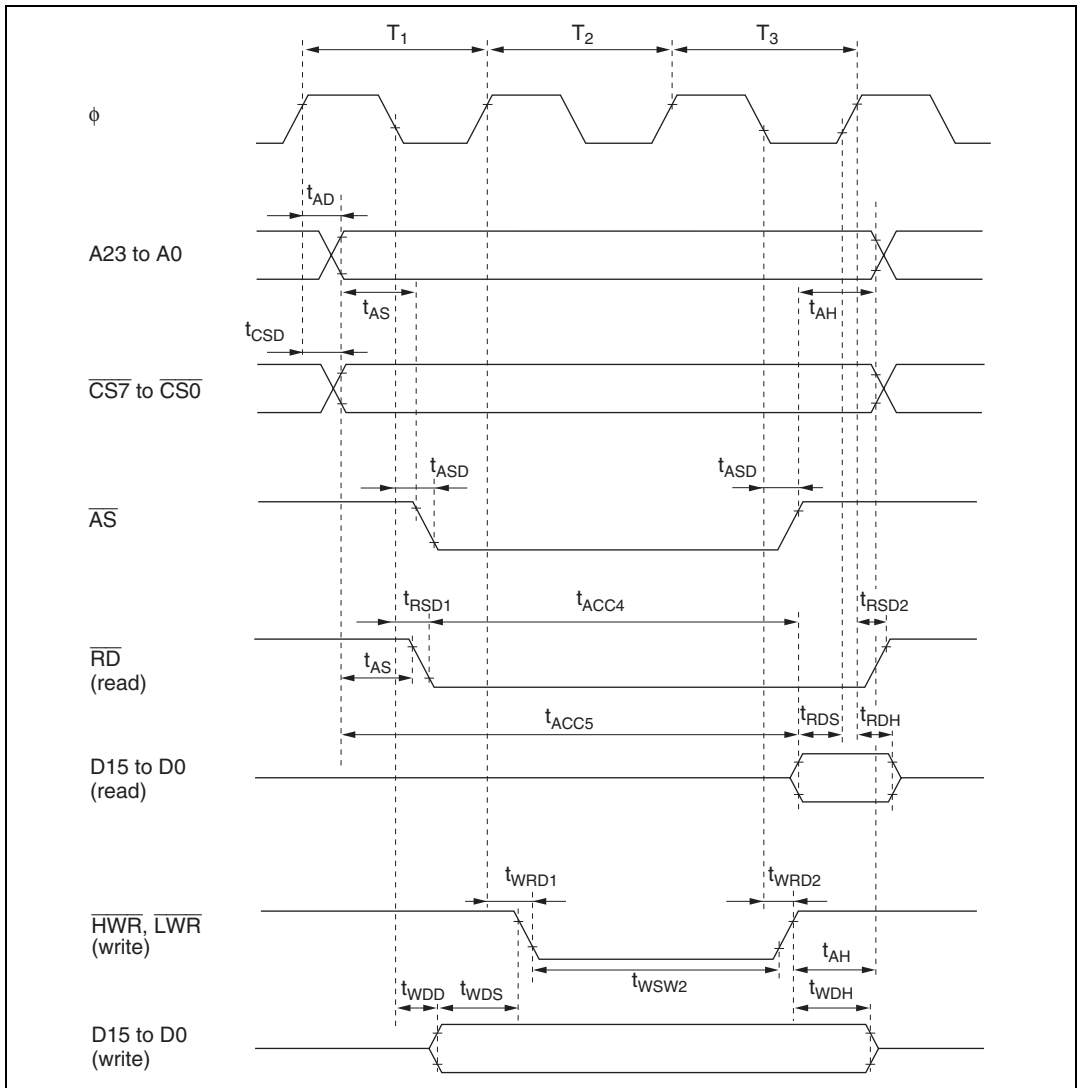 T1 T2 T3
φ
tAD
A23 to A0
tAS tAH
tCSD
CS7 to CS0
tASD tASD
AS
tRSD1 tACC4 tRSD2
RD
(read)
tAS
tACC5 tRDS tRDH
D15 to D0
(read)
tWRD1 tWRD2
HWR, LWR
(write)
tAH
tWSW2
tWDD tWDS tWDH
D15 to D0
(write)